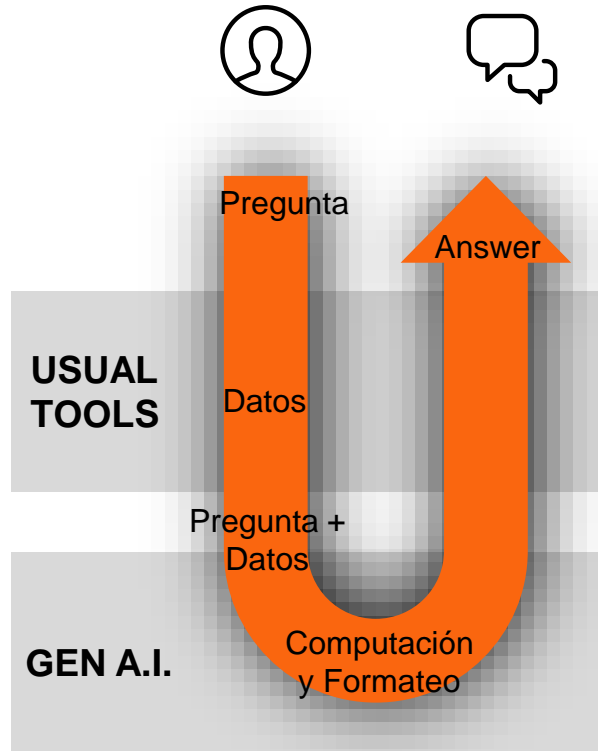 Pregunta
Answer
USUAL
TOOLS
Datos
Pregunta +
Datos
GEN A.I.
Computación
y Formateo